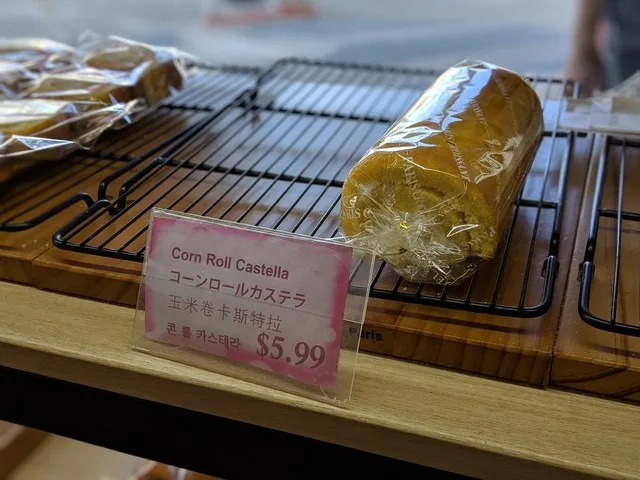 Corn Roll Castella
コーンロールカステラ
玉米卷卡斯特拉
콘 롤 카스테라 $5.99
Paris